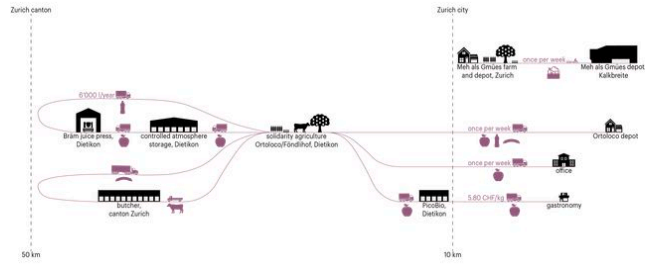 Zurich canton
Zurich city
once per week
Meh als Gmües farm
and depot, Zurich
Meh als Gmües depot
Kalkbreite
6'000 l/year
Bräm juice press,
Dietikon
controlled atmosphere
storage, Dietikon
solidarity agriculture
Ortoloco/Föndlihof, Dietikon
once per week
Ortoloco depot
once per week
office
butcher,
canton Zurich
PicoBio,
Dietikon
5.80 CHF/kg
gastronomy
50 km
10 km